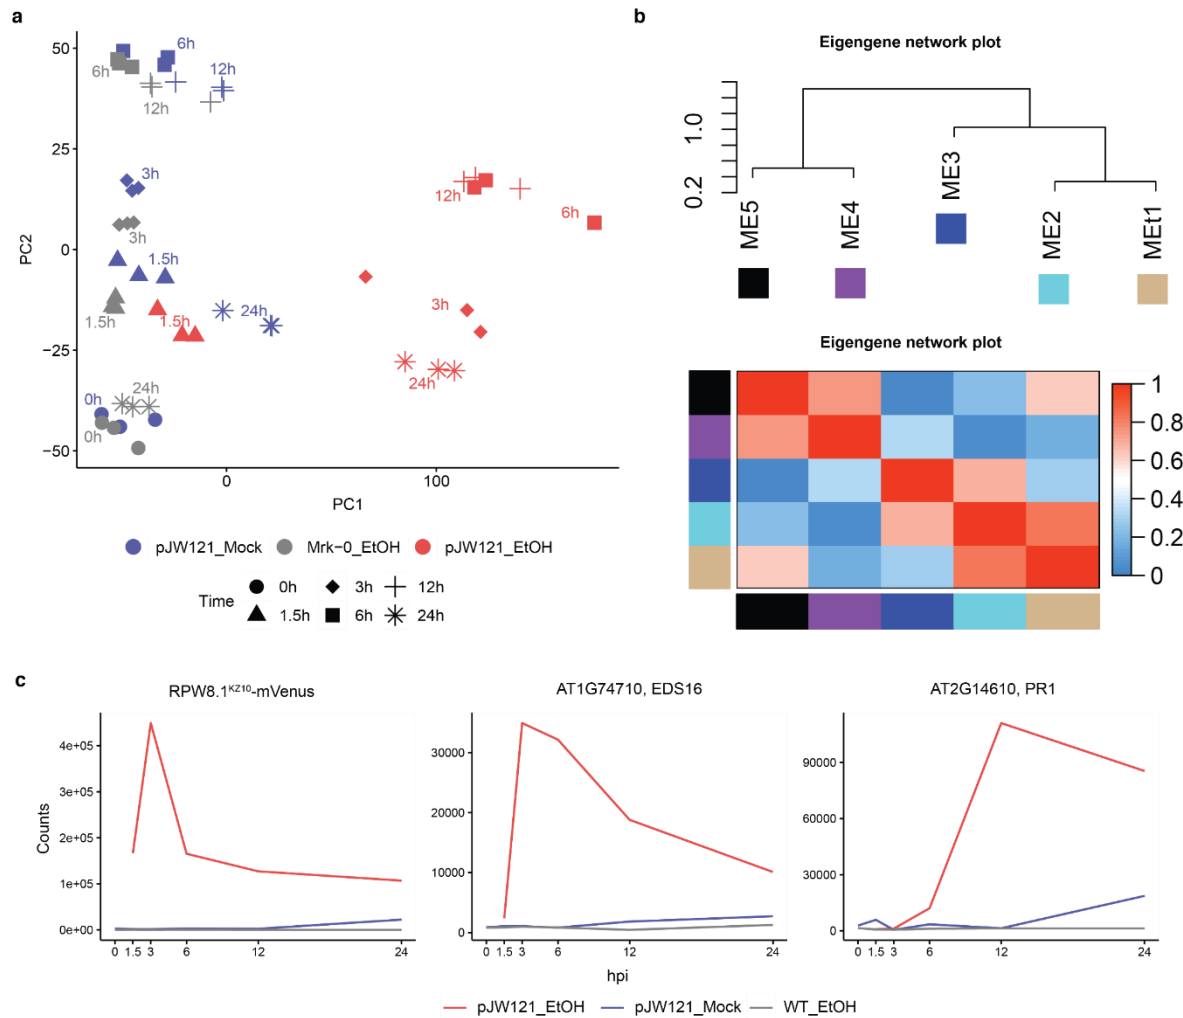 a
50
25
0
−25
−50
PC2
6h
6h
12h
12h
3h
3h
1.5h
1.5h
1.5h
24h
24h
0h
0h
12h
6h
3h
24h
0
100
PC1
pJW121_Mock
Mrk−0_EtOH
pJW121_EtOH
Time
0h
3h
12h
1.5h
6h
24h
b
Eigengene network plot
0.2
1.0
ME5
ME4
ME3
ME2
MEt1
Eigengene network plot
1
0.8
0.6
0.4
0.2
0
c
RPW8.1KZ10-mVenus
Counts
4e+05
3e+05
2e+05
1e+05
0e+00
0 1.5 3 6 12 24
AT1G74710, EDS16
30000
20000
10000
0
0 1.5 3 6 12 24
AT2G14610, PR1
90000
60000
30000
0
0 1.5 3 6 12 24
hpi
pJW121_EtOH
pJW121_Mock
WT_EtOH